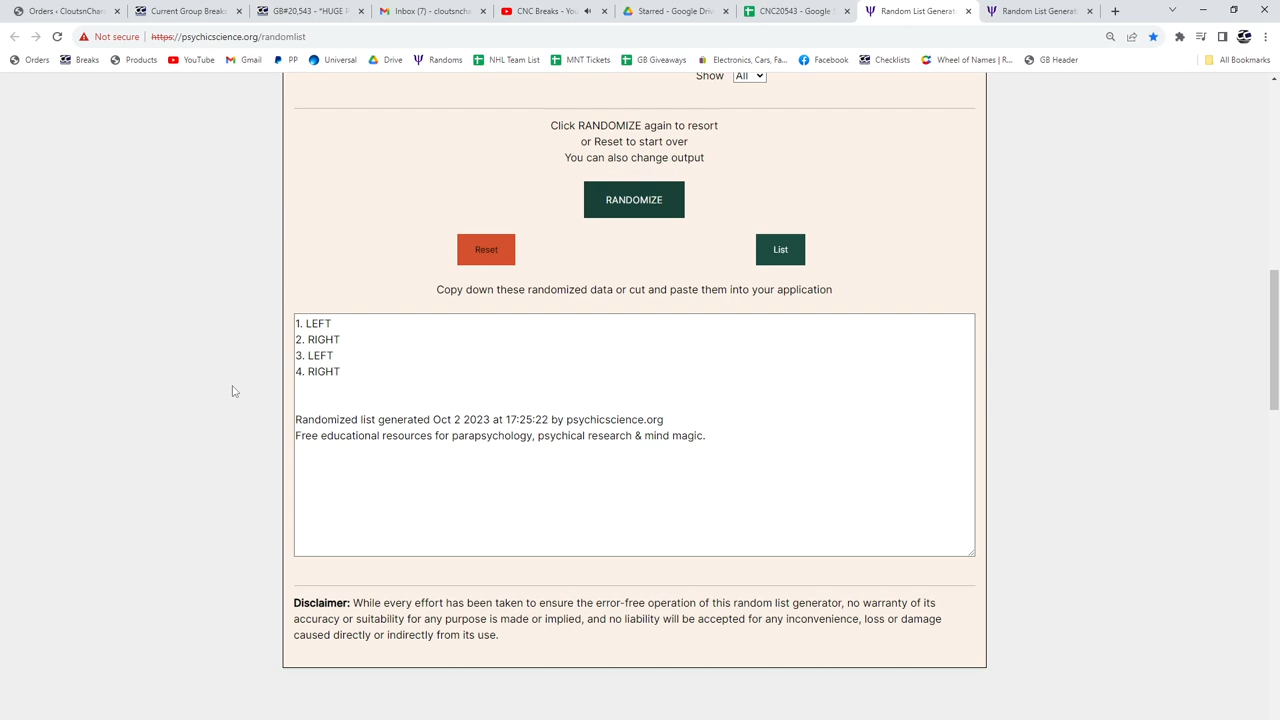 Orders ‹ CloutsnChara
Current Group Breaks
GB#20,543 - *HUGE P
Inbox (7) - cloutsncha
CNC Breaks - You
Starred - Google Drive
CNC20543 - Google S
Random List Generato
Random List Generato
Not secure
https://psychicscience.org/randomlist
Orders
Breaks
Products
YouTube
Gmail
PP
Universal
Drive
Randoms
NHL Team List
MNT Tickets
GB Giveaways
Electronics, Cars, Fa...
Facebook
Checklists
Wheel of Names | R...
GB Header
All Bookmarks
Show All
Click RANDOMIZE again to resort
or Reset to start over
You can also change output
RANDOMIZE
Reset
List
Copy down these randomized data or cut and paste them into your application
1. LEFT
2. RIGHT
3. LEFT
4. RIGHT
Randomized list generated Oct 2 2023 at 17:25:22 by psychicscience.org
Free educational resources for parapsychology, psychical research & mind magic.
Disclaimer: While every effort has been taken to ensure the error-free operation of this random list generator, no warranty of its
accuracy or suitability for any purpose is made or implied, and no liability will be accepted for any inconvenience, loss or damage
caused directly or indirectly from its use.